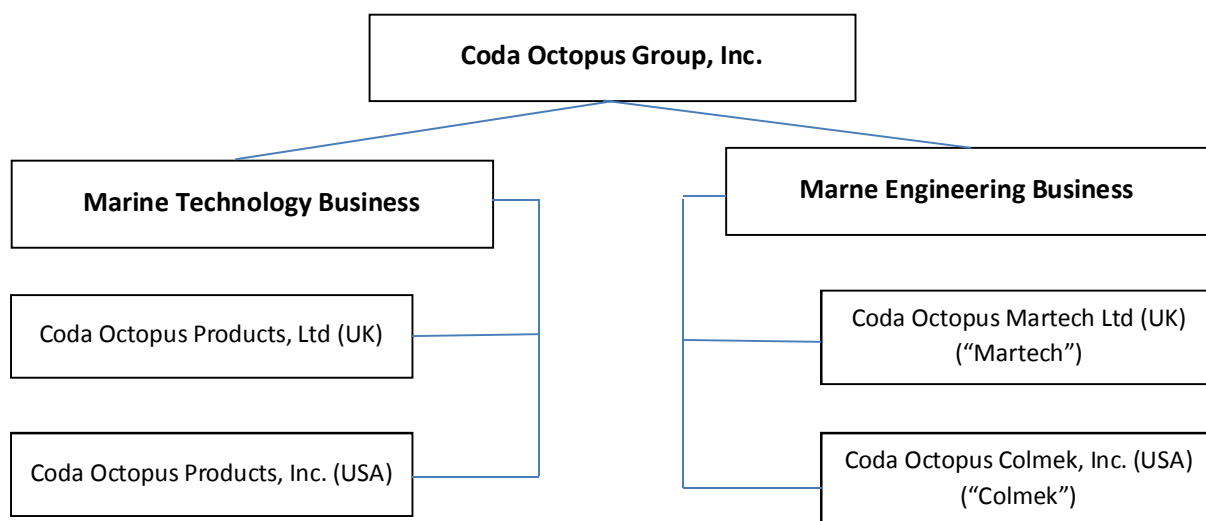 Coda Octopus Group, Inc.
Marine Technology Business
Marne Engineering Business
Coda Octopus Products, Ltd (UK)
Coda Octopus Martech Ltd (UK)
(“Martech”)
Coda Octopus Products, Inc. (USA)
Coda Octopus Colmek, Inc. (USA)
(“Colmek”)